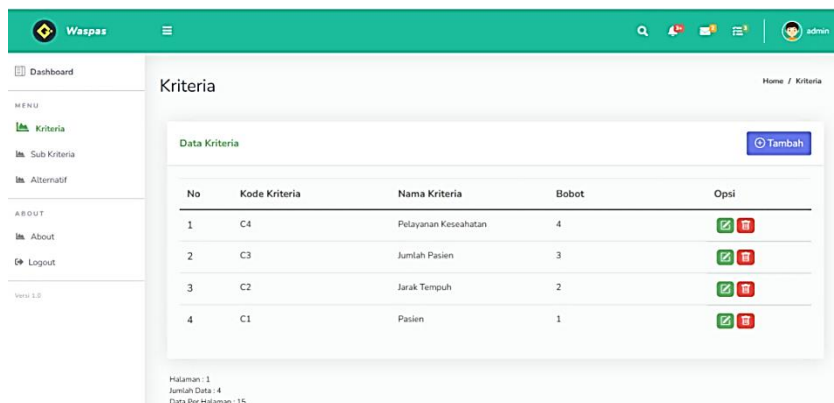 Waspas
admin
Dashboard
Kriteria
Home / Kriteria
MENU
Kriteria
Sub Kriteria
Alternatif
ABOUT
About
Logout
Versi 1.0
Data Kriteria
Tambah
No Kode Kriteria Nama Kriteria Bobot Opsi
1 C4 Pelayanan Keseahatan 4
2 C3 Jumlah Pasien 3
3 C2 Jarak Tempuh 2
4 C1 Pasien 1
Halaman : 1
Jumlah Data : 4
Data Per Halaman : 15